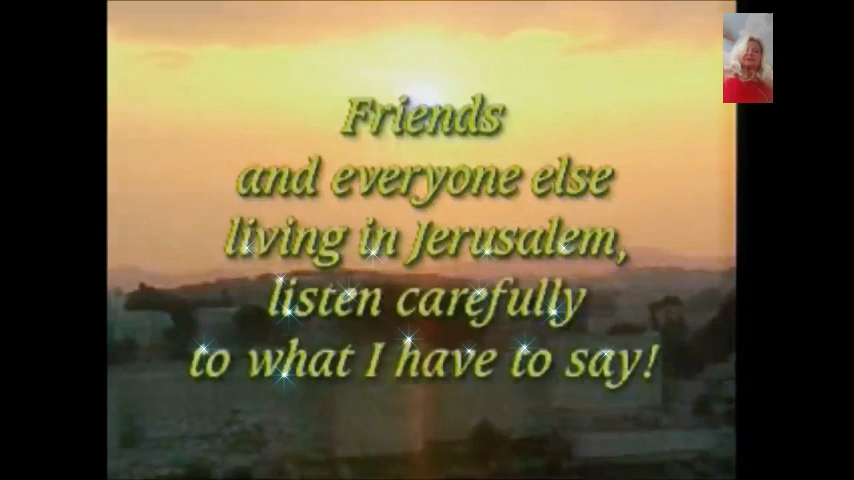 Friends
and everyone else
living in Jerusalem,
listen carefully
to what I have to say!